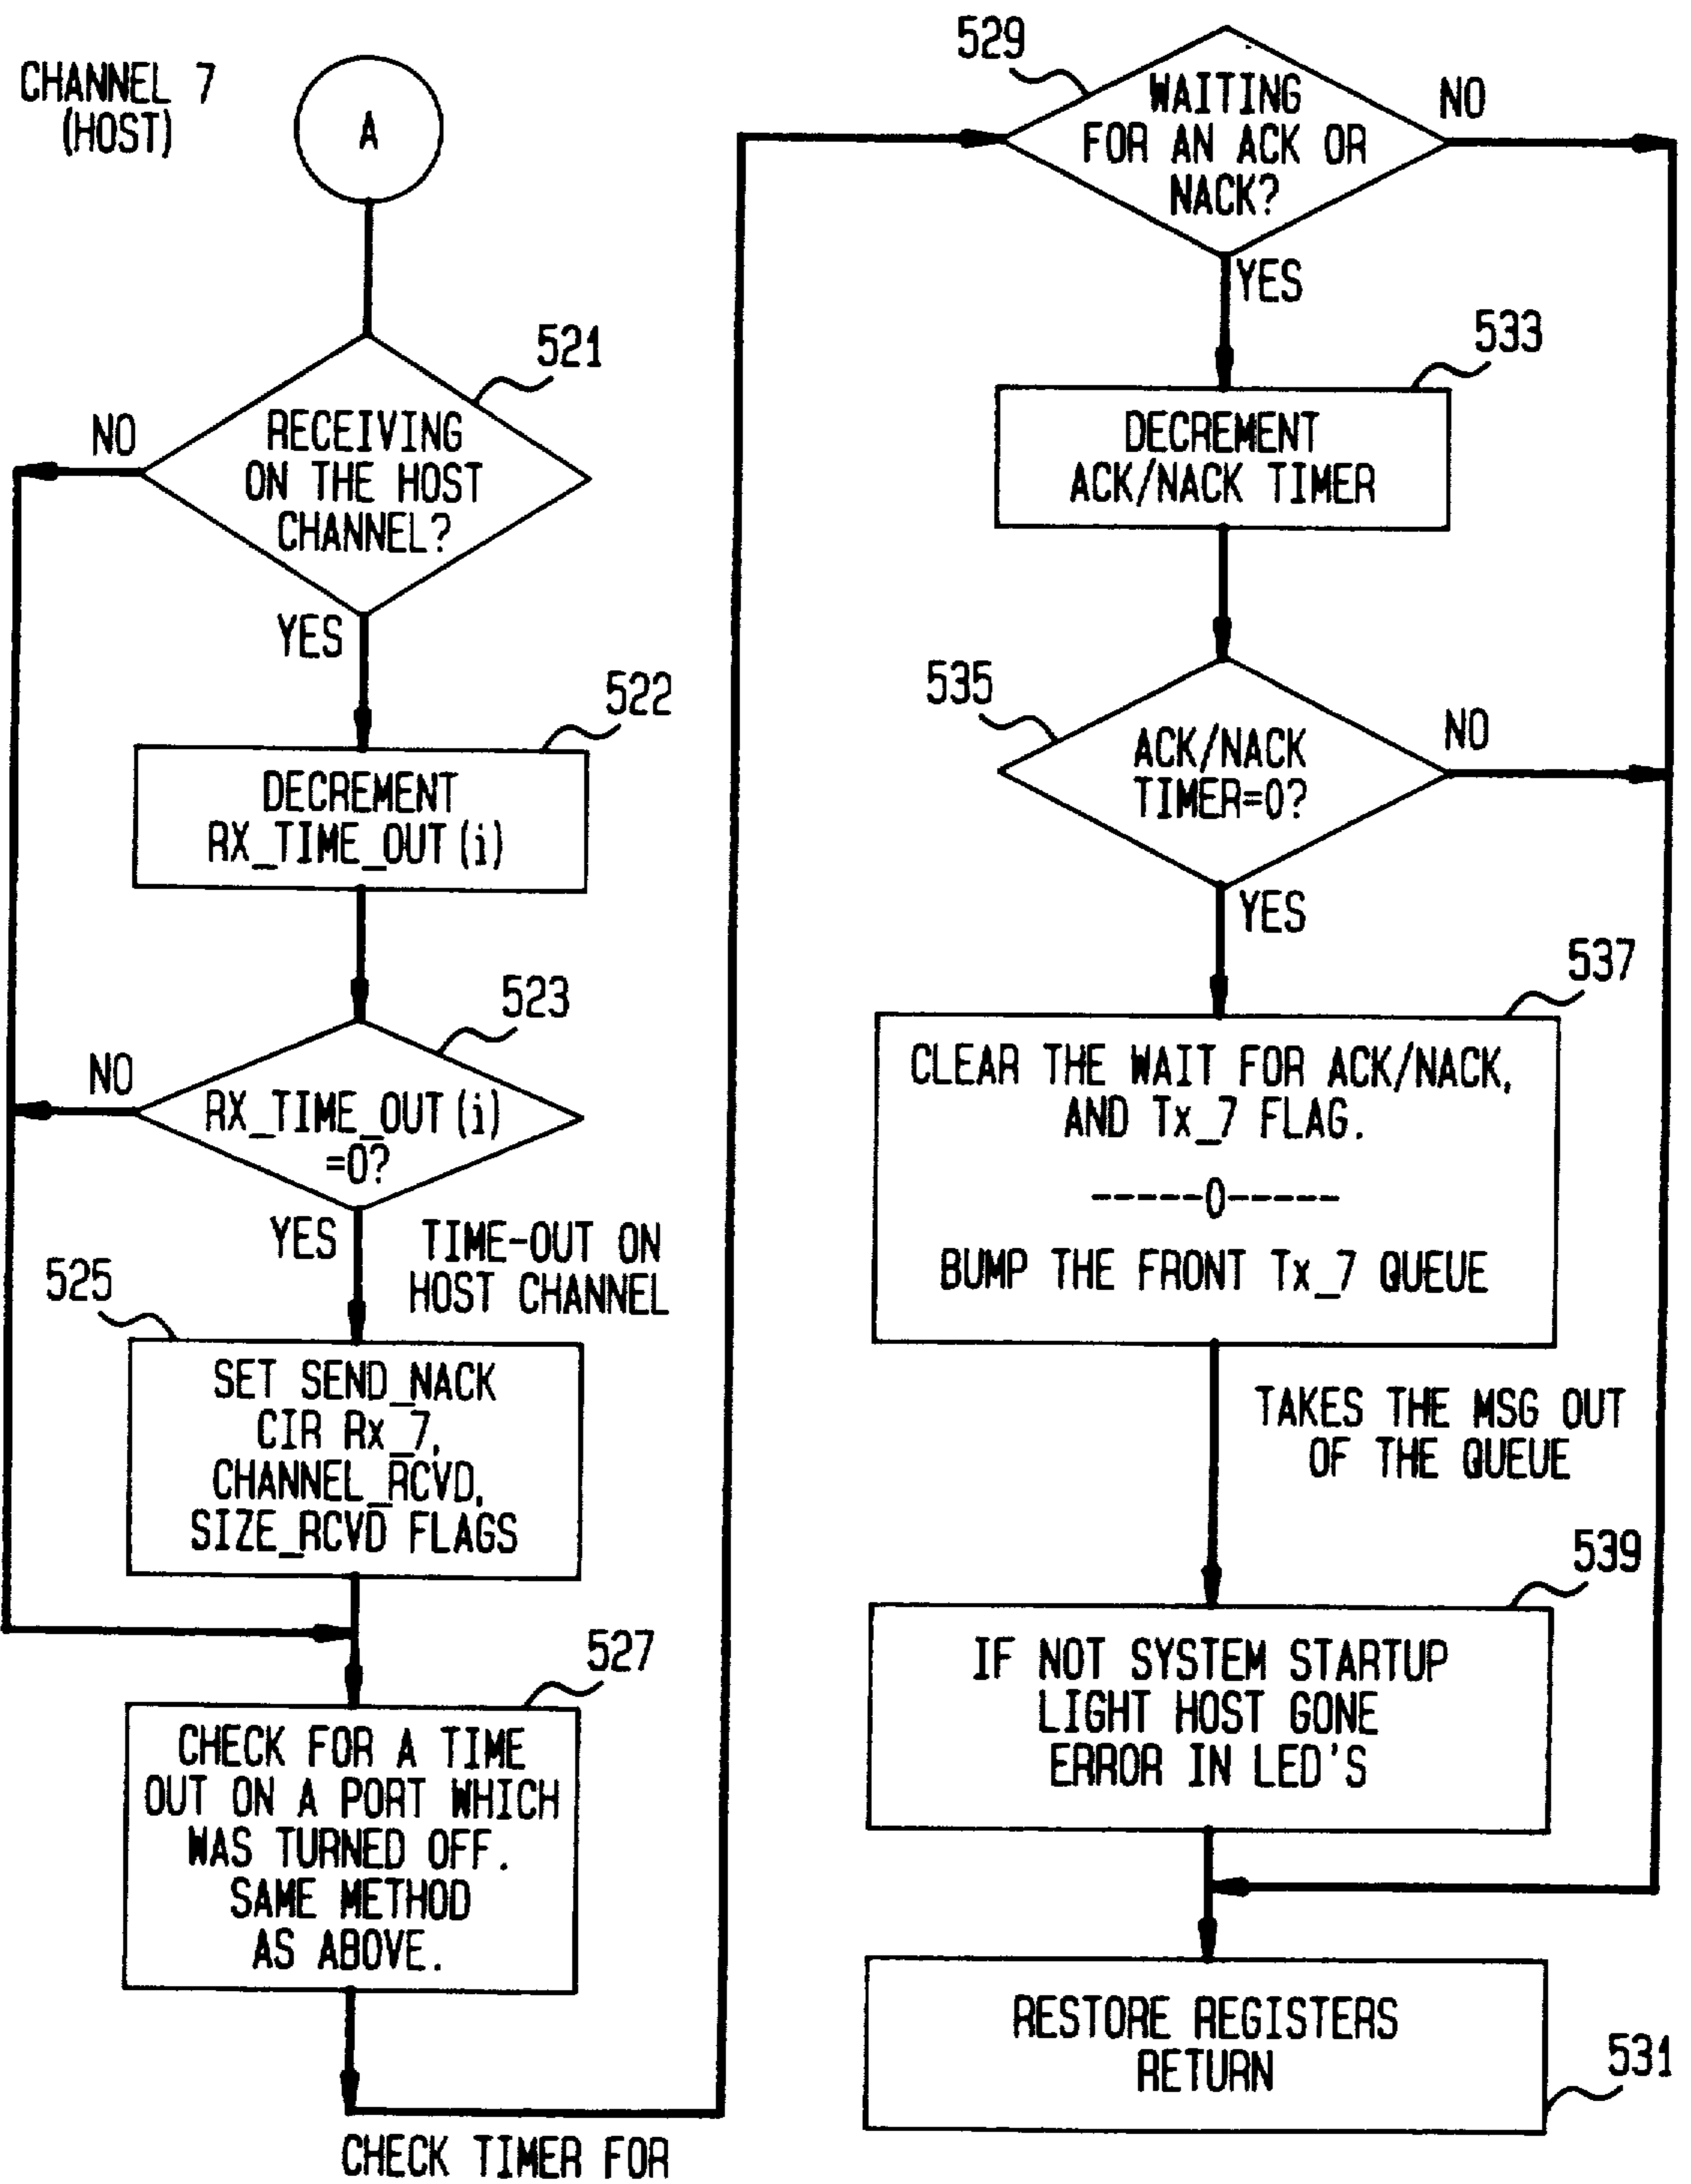 CHANNEL 7
(HOST)
A
521
RECEIVING
ON THE HOST
CHANNEL?
NO
YES
522
DECREMENT
RX_TIME_OUT(i)
523
RX_TIME_OUT(i)
=0?
NO
YES
TIME-OUT ON
HOST CHANNEL
525
SET SEND_NACK
CIR Rx_7,
CHANNEL_RCVD,
SIZE_RCVD FLAGS
527
CHECK FOR A TIME
OUT ON A PORT WHICH
WAS TURNED OFF.
SAME METHOD
AS ABOVE.
CHECK TIMER FOR
529
WAITING
FOR AN ACK OR
NACK?
NO
YES
533
DECREMENT
ACK/NACK TIMER
535
ACK/NACK
TIMER=0?
NO
YES
537
CLEAR THE WAIT FOR ACK/NACK,
AND Tx_7 FLAG.
-----0-----
BUMP THE FRONT Tx_7 QUEUE
TAKES THE MSG OUT
OF THE QUEUE
539
IF NOT SYSTEM STARTUP
LIGHT HOST GONE
ERROR IN LED'S
RESTORE REGISTERS
RETURN
531